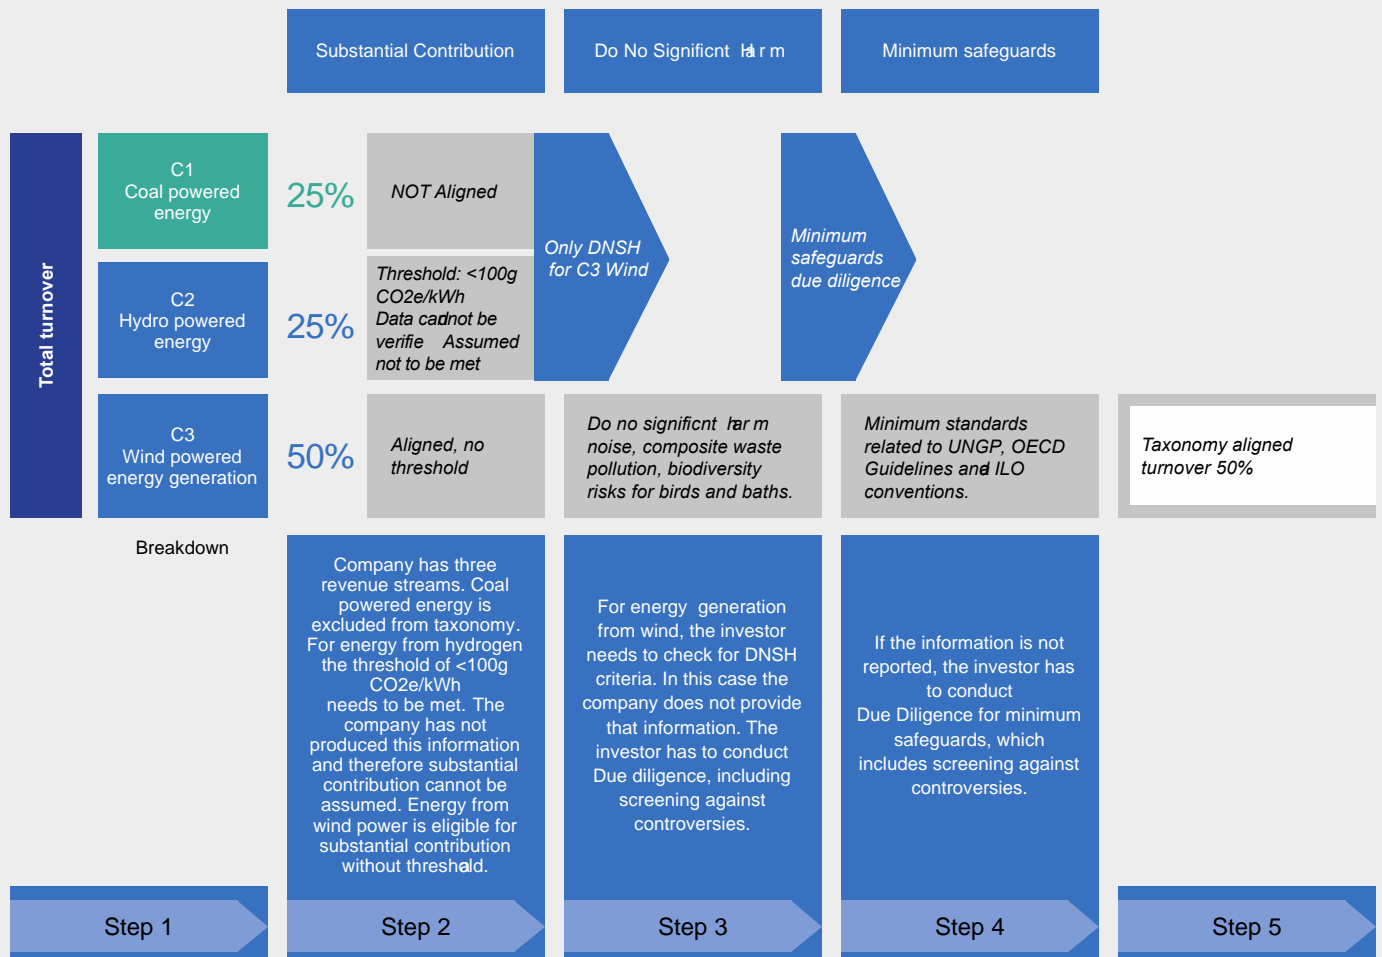 Substantial Contribution
Do No Significnt Harm
Minimum safeguards
Total turnover
C1
Coal powered
energy
25%
NOT Aligned
C2
Hydro powered
energy
25%
Threshold: <100g
CO2e/kWh
Data cannot be
verifie Assumed
not to be met
Only DNSH
for C3 Wind
Minimum
safeguards
due diligence
C3
Wind powered
energy generation
50%
Aligned, no
threshold
Do no significnt harm
noise, composite waste
pollution, biodiversity
risks for birds and baths.
Minimum standards
related to UNGP, OECD
Guidelines and ILO
conventions.
Taxonomy aligned
turnover 50%
Breakdown
Company has three
revenue streams. Coal
powered energy is
excluded from taxonomy.
For energy from hydrogen
the threshold of <100g
CO2e/kWh
needs to be met. The
company has not
produced this information
and therefore substantial
contribution cannot be
assumed. Energy from
wind power is eligible for
substantial contribution
without threshold.
For energy generation
from wind, the investor
needs to check for DNSH
criteria. In this case the
company does not provide
that information. The
investor has to conduct
Due diligence, including
screening against
controversies.
If the information is not
reported, the investor has
to conduct
Due Diligence for minimum
safeguards, which
includes screening against
controversies.
Step 1
Step 2
Step 3
Step 4
Step 5